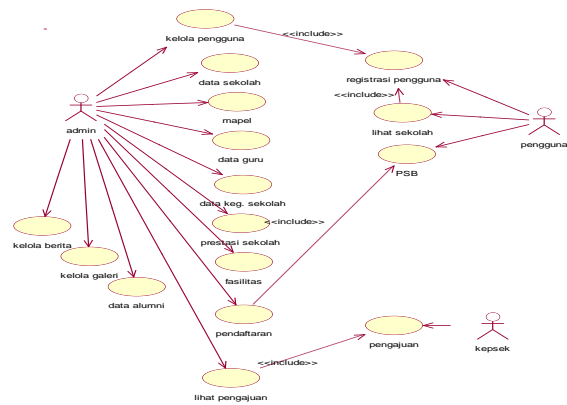 kelola pengguna
<<include>>
data sekolah
registrasi pengguna
<<include>>
mapel
admin
lihat sekolah
pengguna
data guru
PSB
data keg. sekolah
<<include>>
kelola berita
prestasi sekolah
kelola galeri
fasilitas
data alumni
pendaftaran
pengajuan
kepsek
<<include>>
lihat pengajuan